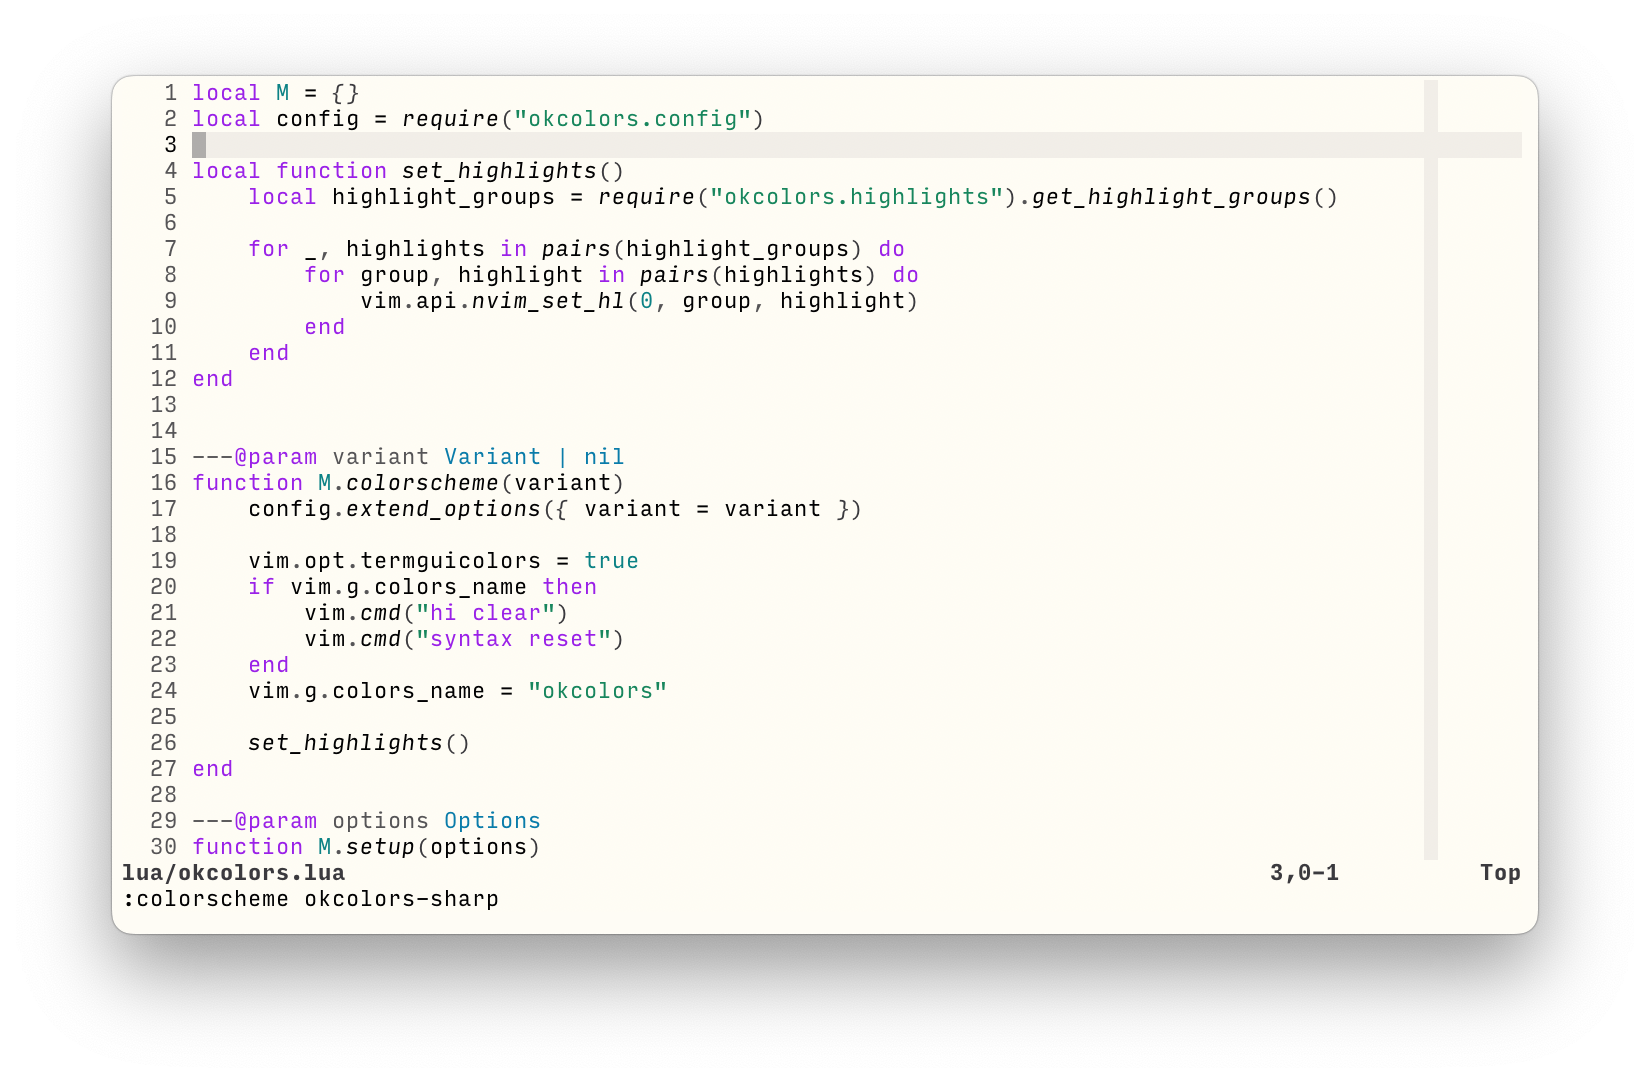 1 local M = {}
2 local config = require("okcolors.config")
3
4 local function set_highlights()
5     local highlight_groups = require("okcolors.highlights").get_highlight_groups()
6
7     for _, highlights in pairs(highlight_groups) do
8         for group, highlight in pairs(highlights) do
9             vim.api.nvim_set_hl(0, group, highlight)
10         end
11     end
12 end
13
14
15 ---@param variant Variant | nil
16 function M.colorscheme(variant)
17     config.extend_options({ variant = variant })
18
19     vim.opt.termguicolors = true
20     if vim.g.colors_name then
21         vim.cmd("hi clear")
22         vim.cmd("syntax reset")
23     end
24     vim.g.colors_name = "okcolors"
25
26     set_highlights()
27 end
28
29 ---@param options Options
30 function M.setup(options)
lua/okcolors.lua 3,0-1 Top
:colorscheme okcolors-sharp